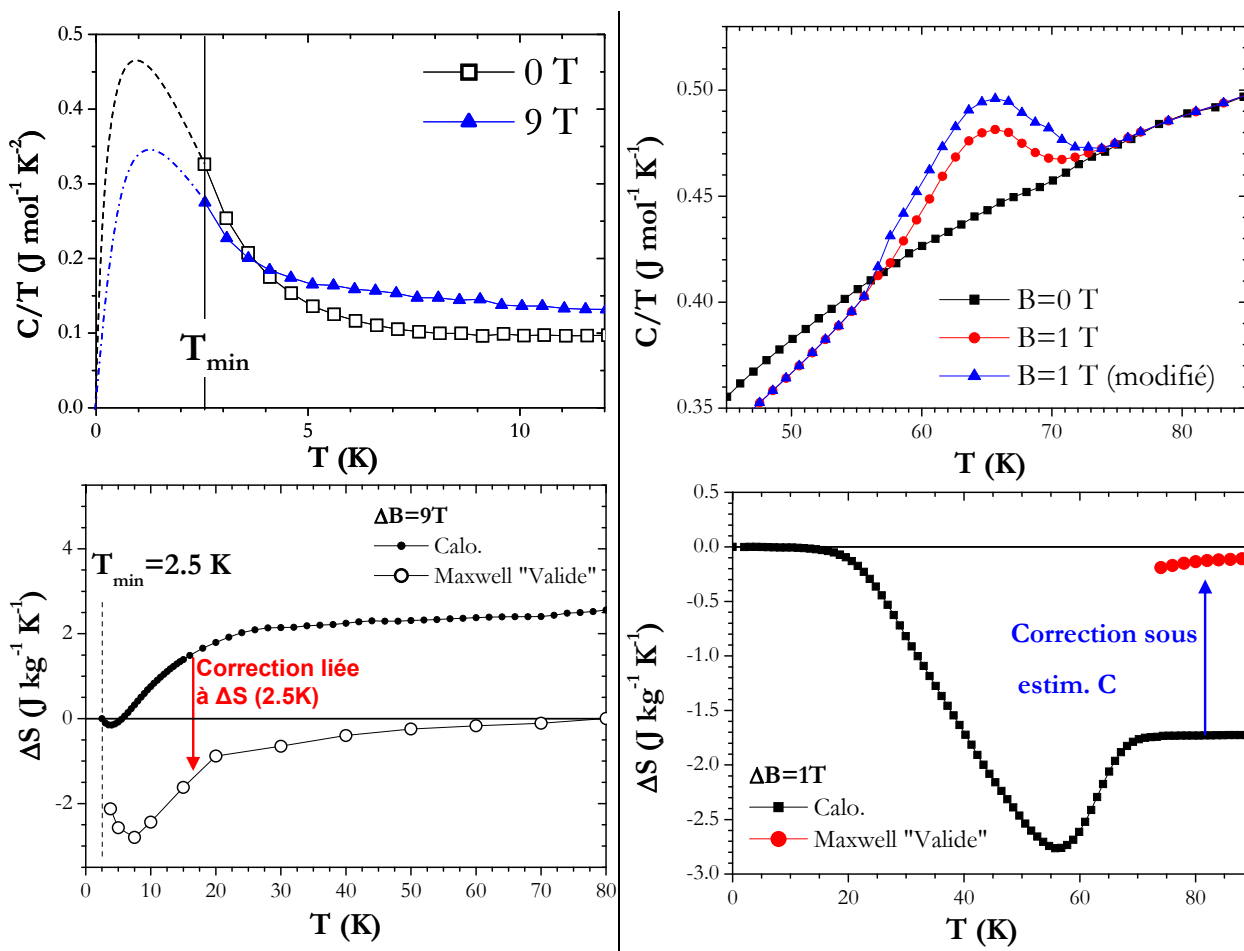 0.5
0.4
0.3
0.2
0.1
0.0
C/T (J mol⁻¹ K⁻²)
0 T
9 T
Tmin
0 5 10
T (K)
0.50
0.45
0.40
0.35
C/T (J mol⁻¹ K⁻¹)
B=0 T
B=1 T
B=1 T (modifié)
50 60 70 80
T (K)
4
2
0
-2
ΔS (J kg⁻¹ K⁻¹)
ΔB=9T
Calo.
Maxwell "Valide"
Tmin=2.5 K
Correction liée
à ΔS (2.5K)
0 10 20 30 40 50 60 70 80
T (K)
0.5
0.0
-0.5
-1.0
-1.5
-2.0
-2.5
-3.0
ΔS (J kg⁻¹ K⁻¹)
Correction sous
estim. C
ΔB=1T
Calo.
Maxwell "Valide"
0 20 40 60 80
T (K)